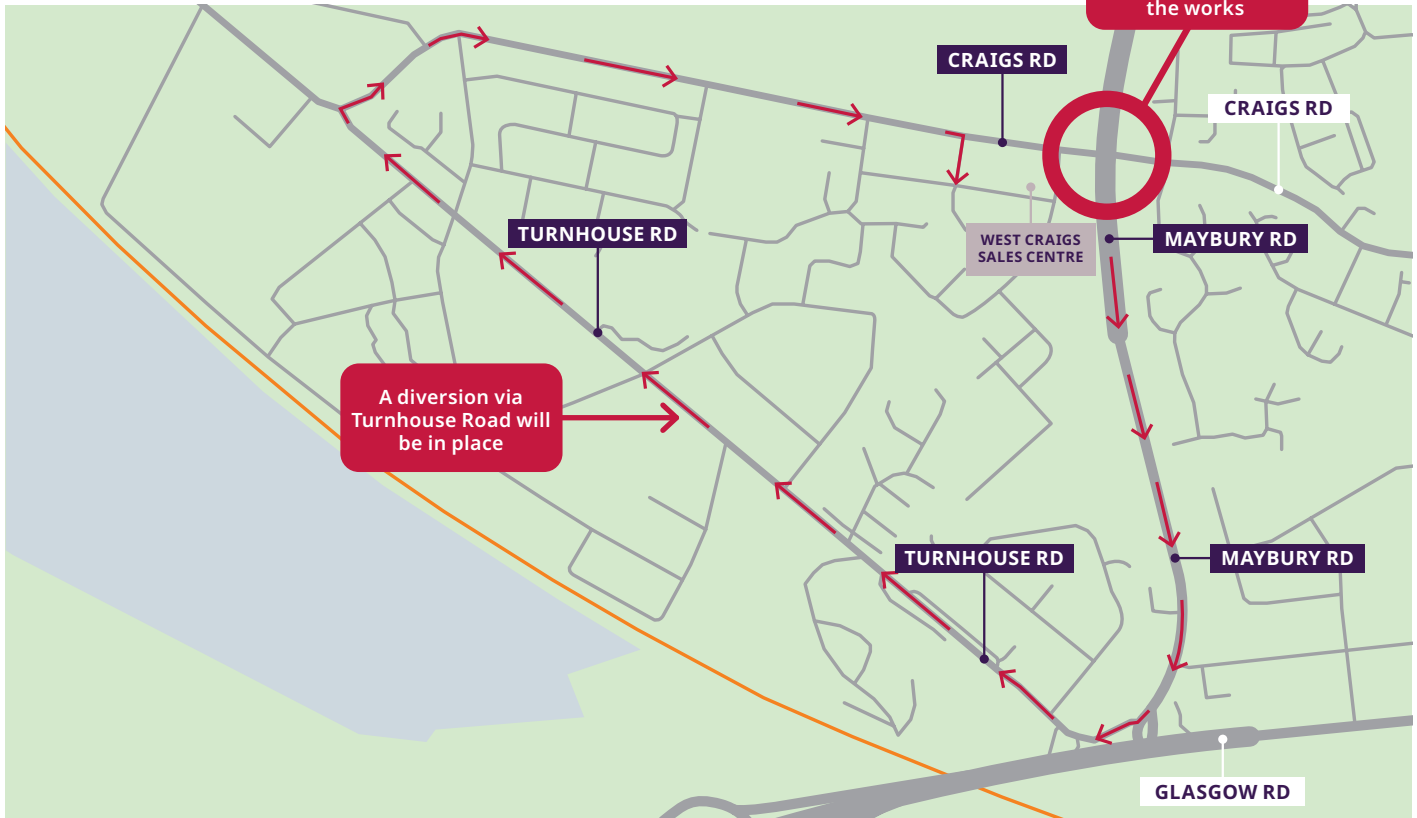 the works
CRAIGS RD
CRAIGS RD
TURNHOUSE RD
WEST CRAIGS
SALES CENTRE
MAYBURY RD
A diversion via
Turnhouse Road will
be in place
TURNHOUSE RD
MAYBURY RD
GLASGOW RD